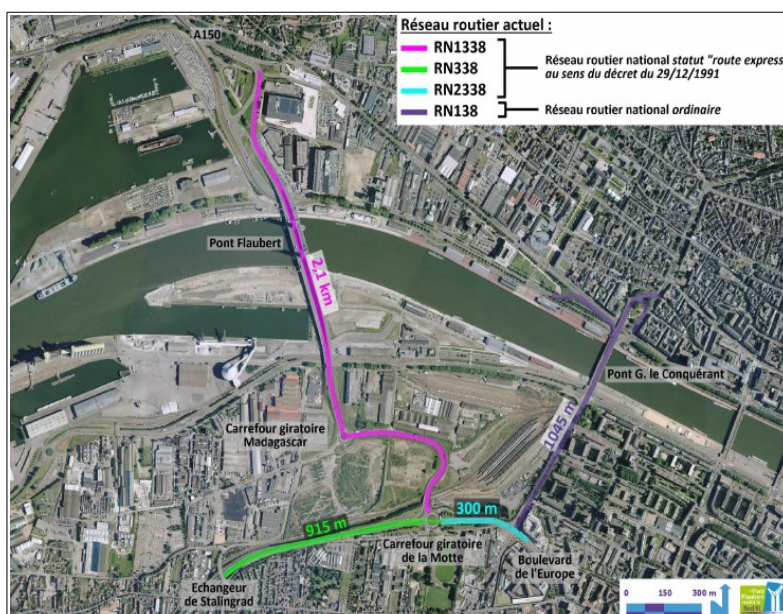 A150
Réseau routier actuel :
RN1338
RN338
RN2338
RN138
Réseau routier national statut "route express"
au sens du décret du 29/12/1991
Réseau routier national ordinaire
Pont Flaubert
2,1 km
Pont G. le Conquérant
1045 m
Carrefour giratoire
Madagascar
915 m
300 m
Carrefour giratoire
de la Motte
Boulevard
de l'Europe
Echangeur
de Stalingrad
0 150 300 m
Pont
Flaubert